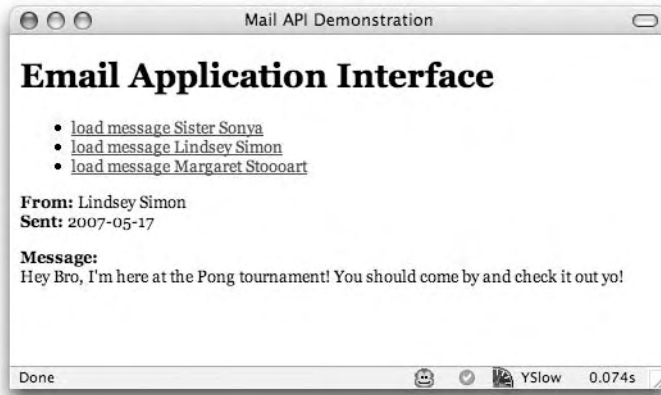 Mail API Demonstration
Email Application Interface
load message Sister Sonya
load message Lindsey Simon
load message Margaret Stoooart
From: Lindsey Simon
Sent: 2007-05-17
Message:
Hey Bro, I'm here at the Pong tournament! You should come by and check it out yo!
Done YSlow 0.074s